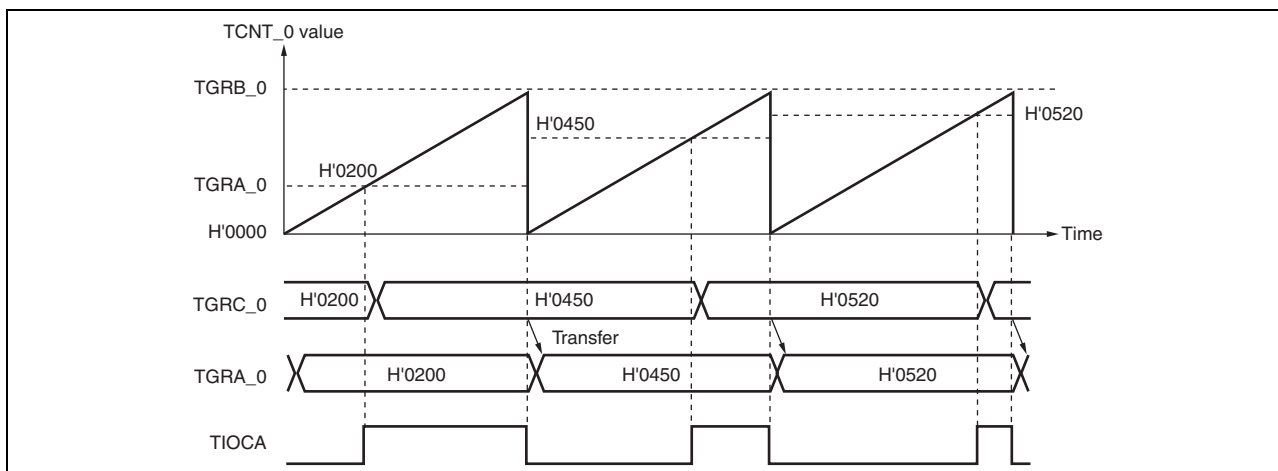 TCNT_0 value
TGRB_0
H'0450
H'0520
H'0200
TGRA_0
H'0000
Time
TGRC_0
H'0200
H'0450
H'0520
Transfer
TGRA_0
H'0200
H'0450
H'0520
TIOCA